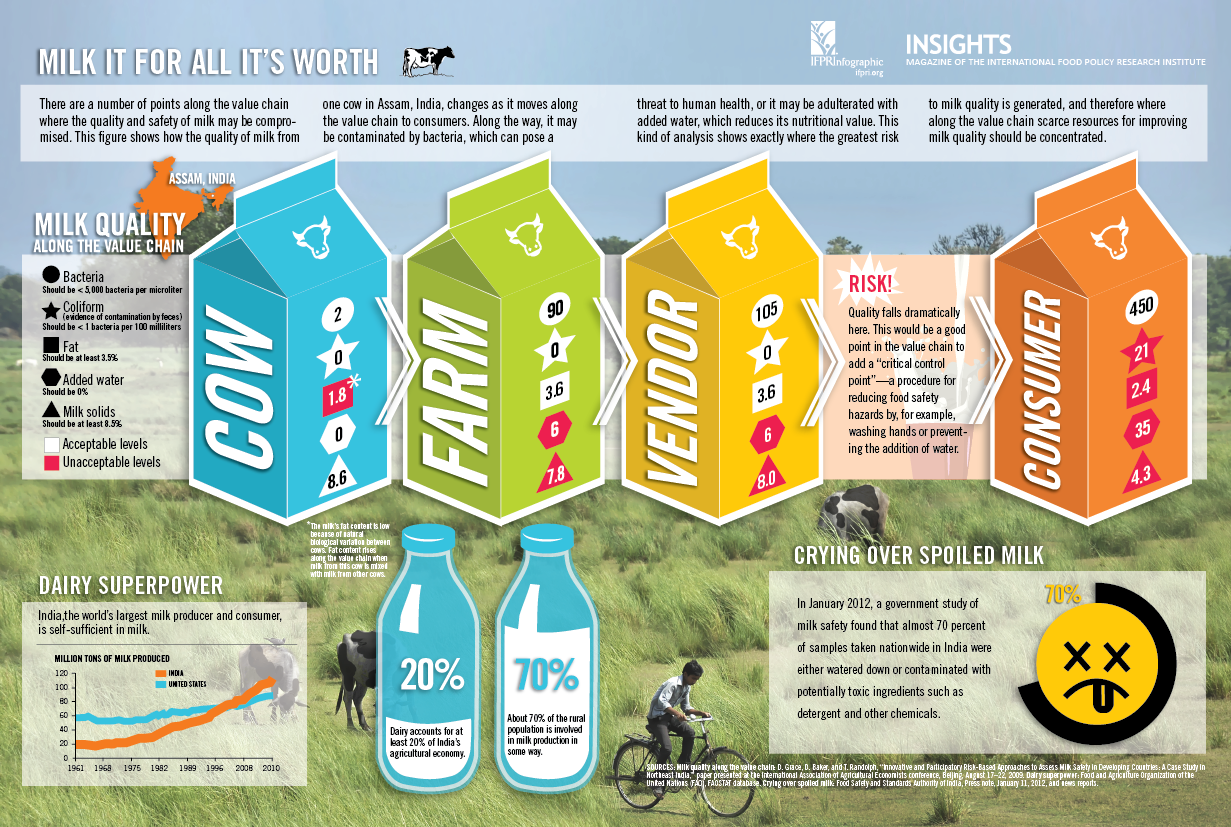 MILK IT FOR ALL IT'S WORTH
IFPRInfographic
ifpri.org
INSIGHTS
MAGAZINE OF THE INTERNATIONAL FOOD POLICY RESEARCH INSTITUTE
There are a number of points along the value chain
where the quality and safety of milk may be compro-
mised. This figure shows how the quality of milk from
one cow in Assam, India, changes as it moves along
the value chain to consumers. Along the way, it may
be contaminated by bacteria, which can pose a
threat to human health, or it may be adulterated with
added water, which reduces its nutritional value. This
kind of analysis shows exactly where the greatest risk
to milk quality is generated, and therefore where
along the value chain scarce resources for improving
milk quality should be concentrated.
ASSAM, INDIA
MILK QUALITY
ALONG THE VALUE CHAIN
Bacteria
Should be < 5,000 bacteria per microliter
Coliform
(evidence of contamination by feces)
Should be < 1 bacteria per 100 milliliters
Fat
Should be at least 3.5%
Added water
Should be 0%
Milk solids
Should be at least 8.5%
Acceptable levels
Unacceptable levels
COW
2
0
1.8*
0
8.6
FARM
90
0
3.6
6
7.8
VENDOR
105
0
3.6
6
8.0
RISK!
Quality falls dramatically
here. This would be a good
point in the value chain to
add a “critical control
point”—a procedure for
reducing food safety
hazards by, for example,
washing hands or prevent-
ing the addition of water.
CONSUMER
450
21
2.4
35
4.3
*The milk's fat content is low
because of natural
biological variation between
cows. Fat content rises
along the value chain when
milk from this cow is mixed
with milk from other cows.
DAIRY SUPERPOWER
India,the world's largest milk producer and consumer,
is self-sufficient in milk.
MILLION TONS OF MILK PRODUCED
INDIA
UNITED STATES
120
100
80
60
40
20
0
1961 1968 1975 1982 1989 1996 2008 2010
20%
Dairy accounts for at
least 20% of India's
agricultural economy.
70%
About 70% of the rural
population is involved
in milk production in
some way.
CRYING OVER SPOILED MILK
In January 2012, a government study of
milk safety found that almost 70 percent
of samples taken nationwide in India were
either watered down or contaminated with
potentially toxic ingredients such as
detergent and other chemicals.
70%
SOURCES: Milk quality along the value chain: D. Grace, D. Baker, and T. Randolph, “Innovative and Participatory Risk-Based Approaches to Assess Milk Safety in Developing Countries: A Case Study in
Northeast India,” paper presented at the International Association of Agricultural Economists conference, Beijing, August 17–22, 2009. Dairy superpower: Food and Agriculture Organization of the
United Nations (FAO), FAOSTAT database. Crying over spoiled milk: Food Safety and Standards Authority of India, Press note, January 11, 2012, and news reports.